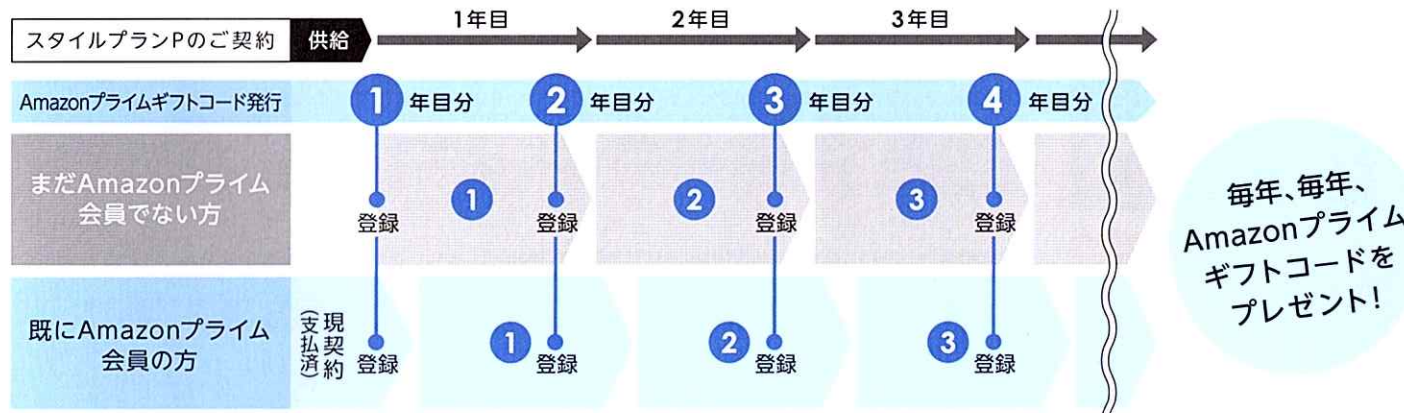 スタイルプランPのご契約 供給 1年目 2年目 3年目
Amazonプライムギフトコード発行 1 年目分 2 年目分 3 年目分 4 年目分
まだAmazonプライム
会員でない方
1 2 3
登録 登録 登録 登録
既にAmazonプライム
会員の方
現契約
(支払済)
1 2 3
登録 登録 登録 登録
毎年、毎年、
Amazonプライム
ギフトコードを
プレゼント!